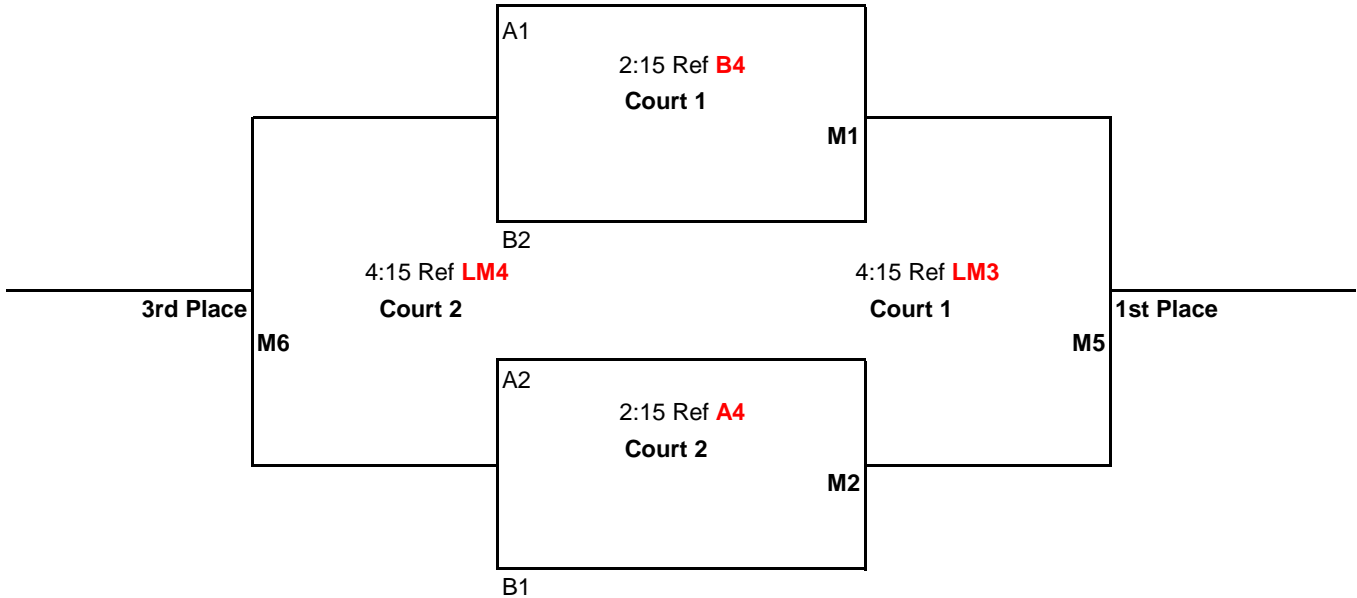 A1
2:15 Ref B4
Court 1
M1
B2
4:15 Ref LM4
4:15 Ref LM3
3rd Place
Court 2
Court 1
1st Place
M6
M5
A2
2:15 Ref A4
Court 2
M2
B1